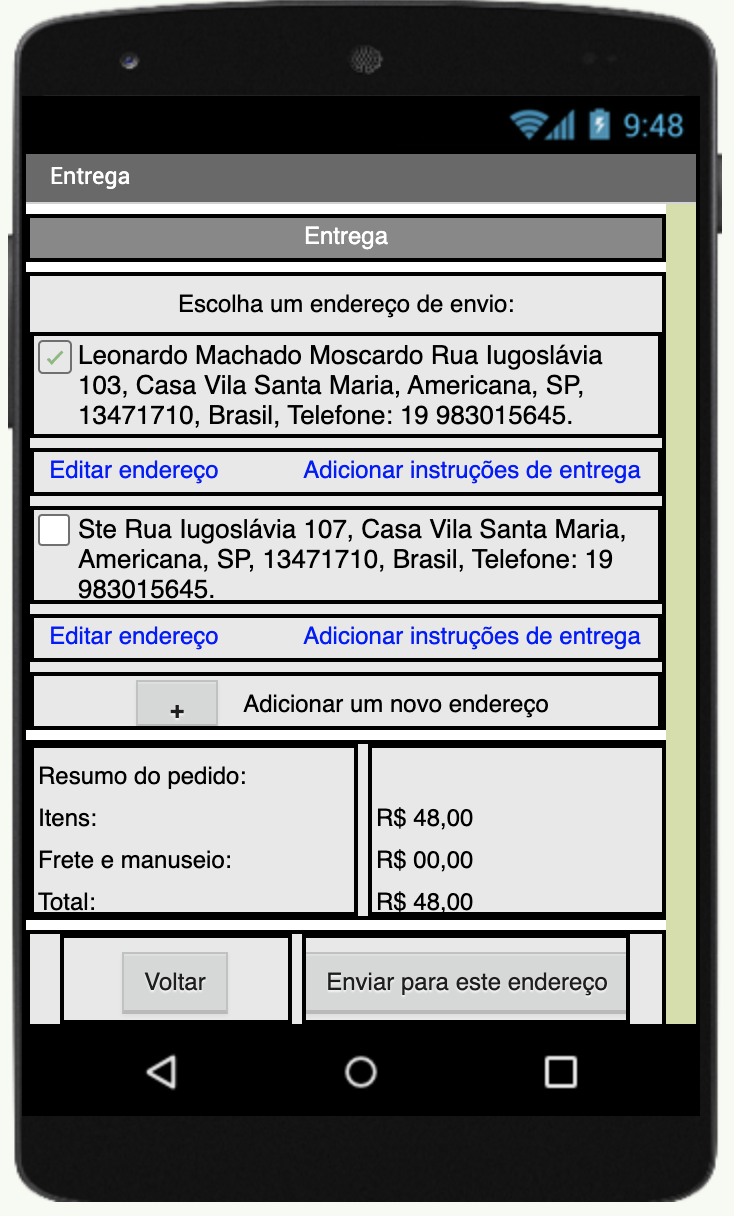 9:48
Entrega
Entrega
Escolha um endereço de envio:
Leonardo Machado Moscardo Rua Iugoslávia
103, Casa Vila Santa Maria, Americana, SP,
13471710, Brasil, Telefone: 19 983015645.
Editar endereço Adicionar instruções de entrega
Ste Rua Iugoslávia 107, Casa Vila Santa Maria,
Americana, SP, 13471710, Brasil, Telefone: 19
983015645.
Editar endereço Adicionar instruções de entrega
+ Adicionar um novo endereço
Resumo do pedido:
Itens: R$ 48,00
Frete e manuseio: R$ 00,00
Total: R$ 48,00
Voltar Enviar para este endereço